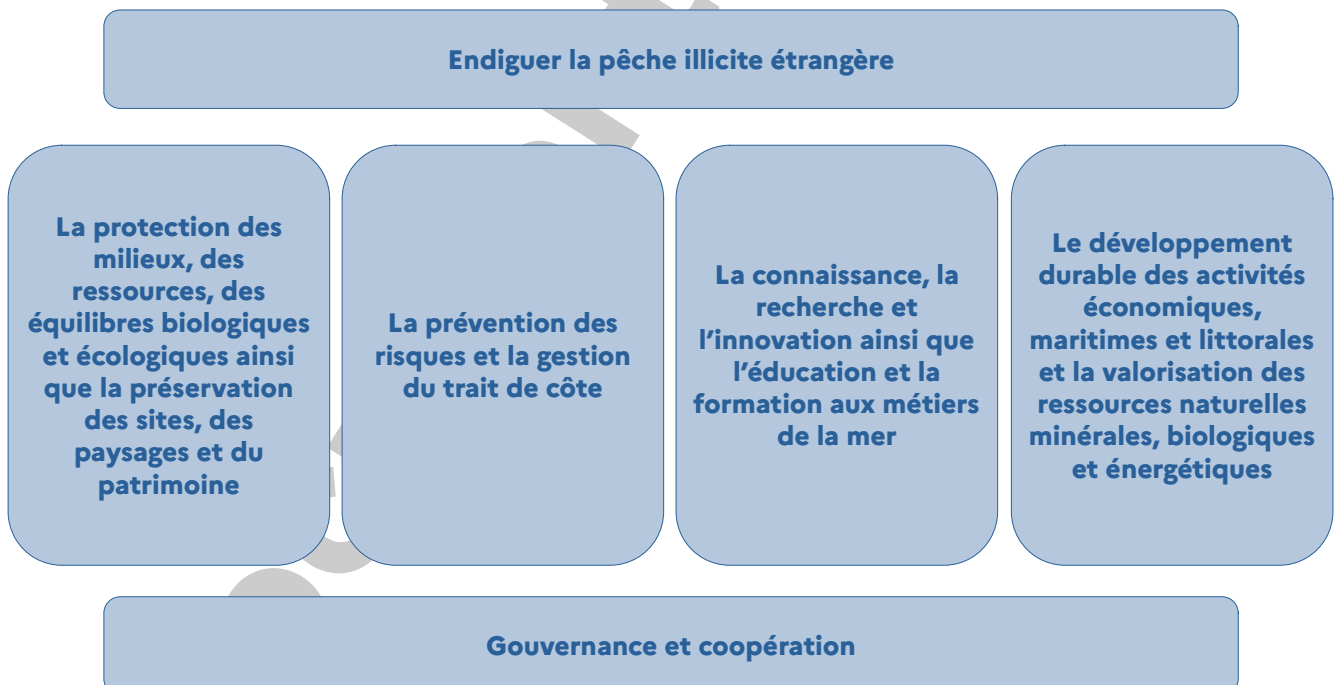 Endiguer la pêche illicite étrangère
La protection des
milieux, des
ressources, des
équilibres biologiques
et écologiques ainsi
que la préservation
des sites, des
paysages et du
patrimoine
La prévention des
risques et la gestion
du trait de côte
La connaissance, la
recherche et
l’innovation ainsi que
l’éducation et la
formation aux métiers
de la mer
Le développement
durable des activités
économiques,
maritimes et littorales
et la valorisation des
ressources naturelles
minérales, biologiques
et énergétiques
Gouvernance et coopération